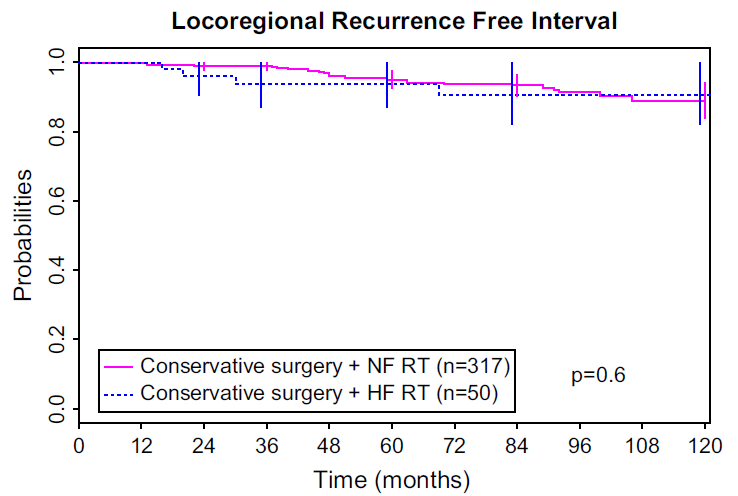 Locoregional Recurrence Free Interval
Probabilities
1.0
0.8
0.6
0.4
0.2
0.0
Conservative surgery + NF RT (n=317)
Conservative surgery + HF RT (n=50)
p=0.6
0 12 24 36 48 60 72 84 96 108 120
Time (months)